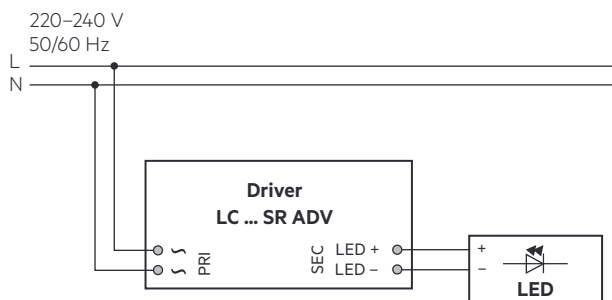 220–240 V
50/60 Hz
L
N
Driver
LC ... SR ADV
~ PRI SEC LED + +
~ LED – –
LED